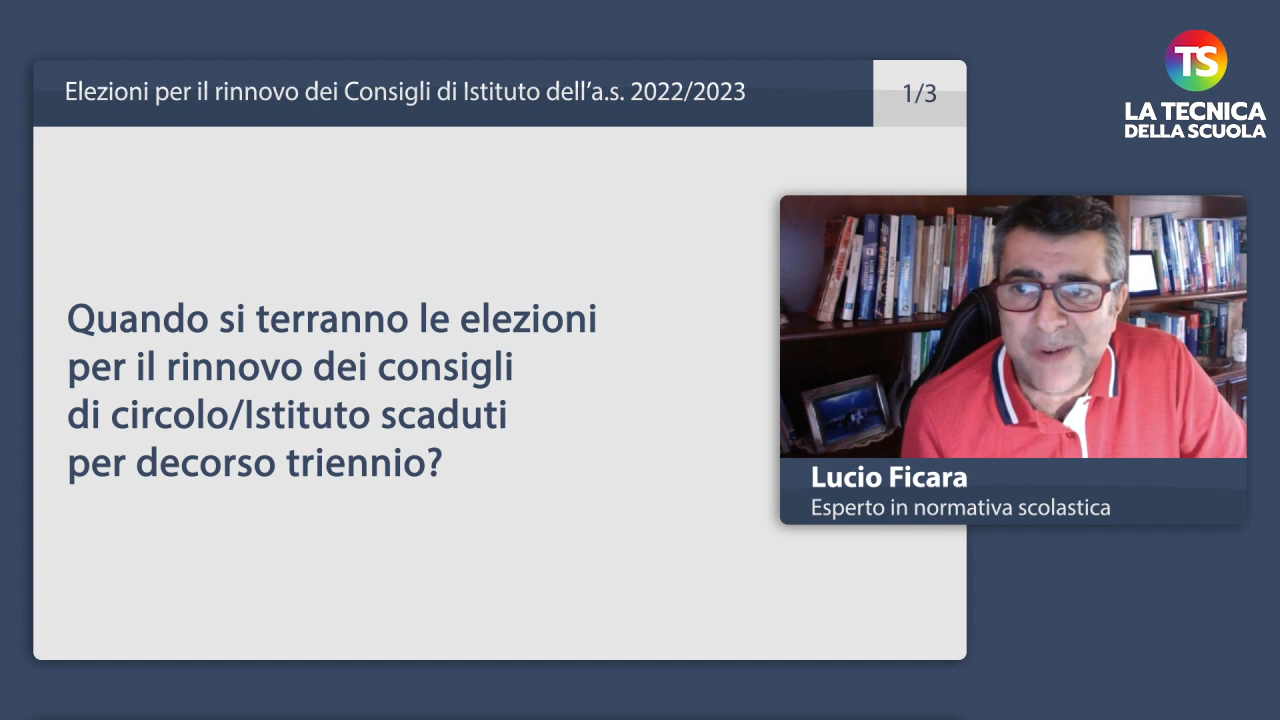 Elezioni per il rinnovo dei Consigli di Istituto dell'a.s. 2022/2023
1/3
TS
LA TECNICA
DELLA SCUOLA
Quando si terranno le elezioni
per il rinnovo dei consigli
di circolo/Istituto scaduti
per decorso triennio?
Lucio Ficara
Esperto in normativa scolastica